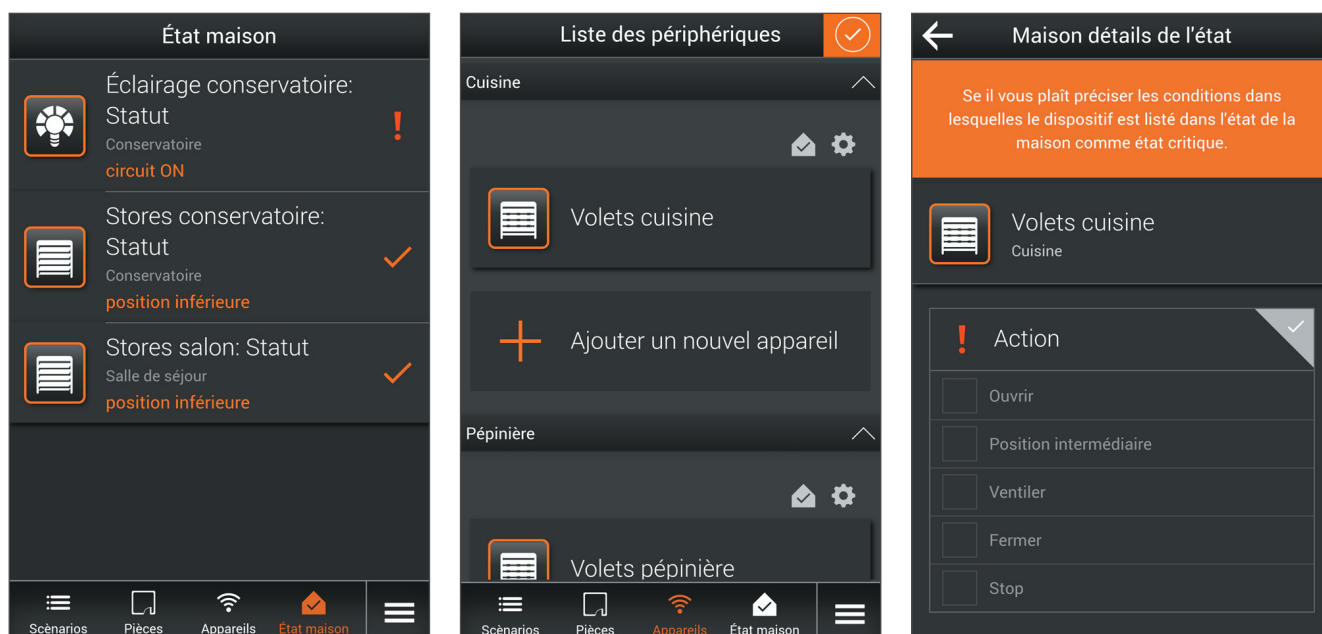 État maison
Éclairage conservatoire:
Statut
Conservatoire
circuit ON
Stores conservatoire:
Statut
Conservatoire
position inférieure
Stores salon: Statut
Salle de séjour
position inférieure
Scènarios Pièces Appareils État maison
Liste des périphériques
Cuisine
Volets cuisine
Ajouter un nouvel appareil
Pépinière
Volets pépinière
Scènarios Pièces Appareils État maison
Maison détails de l'état
Se il vous plaît préciser les conditions dans
lesquelles le dispositif est listé dans l'état de la
maison comme état critique.
Volets cuisine
Cuisine
! Action
Ouvrir
Position intermédiaire
Ventiler
Fermer
Stop